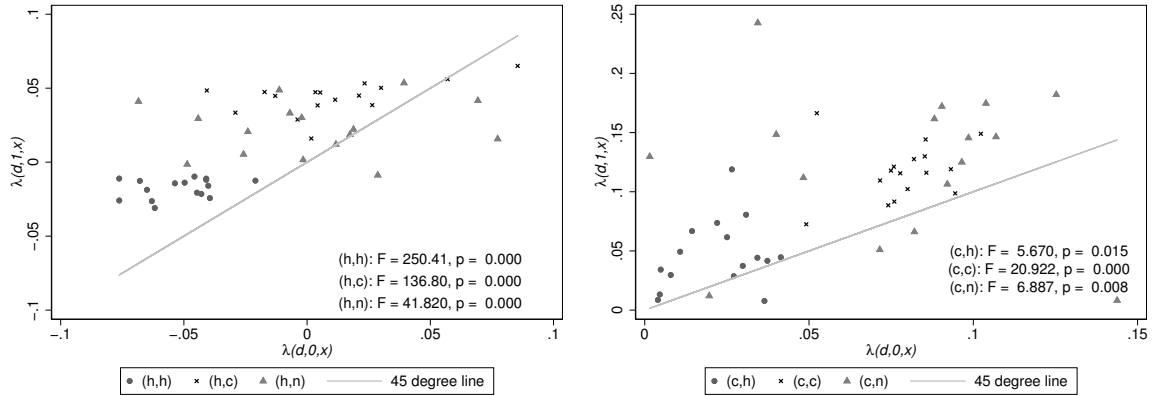 .1
.05
0
-.05
-.1
λ(d,1,x)
(h,h): F = 250.41, p = 0.000
(h,c): F = 136.80, p = 0.000
(h,n): F = 41.820, p = 0.000
-.1 -.05 0 .05 .1
λ(d,0,x)
(h,h) (h,c) (h,n) 45 degree line
.25
.2
.15
.1
.05
0
λ(d,1,x)
(c,h): F = 5.670, p = 0.015
(c,c): F = 20.922, p = 0.000
(c,n): F = 6.887, p = 0.008
0 .05 .1 .15
λ(d,0,x)
(c,h) (c,c) (c,n) 45 degree line